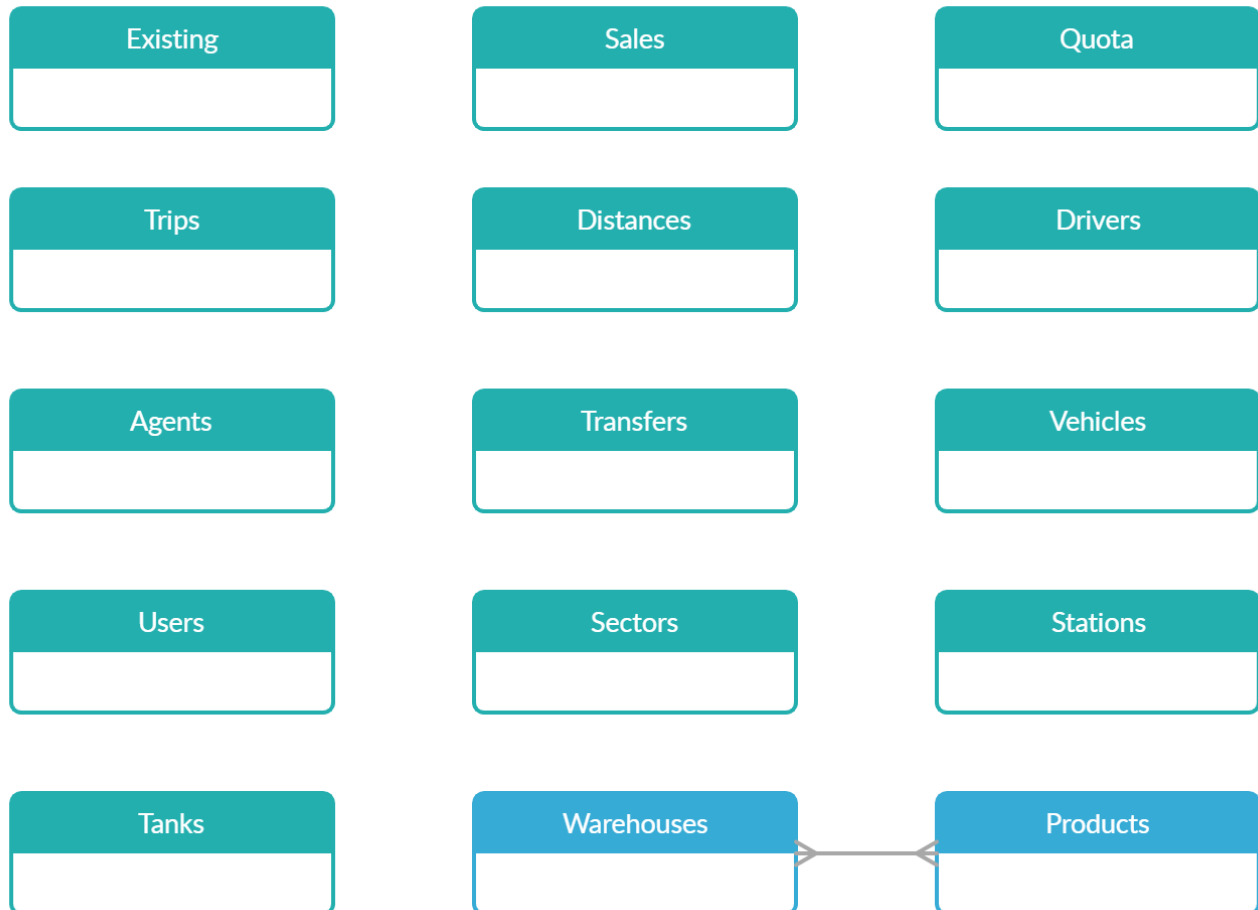 Existing
Sales
Quota
Trips
Distances
Drivers
Agents
Transfers
Vehicles
Users
Sectors
Stations
Tanks
Warehouses
Products